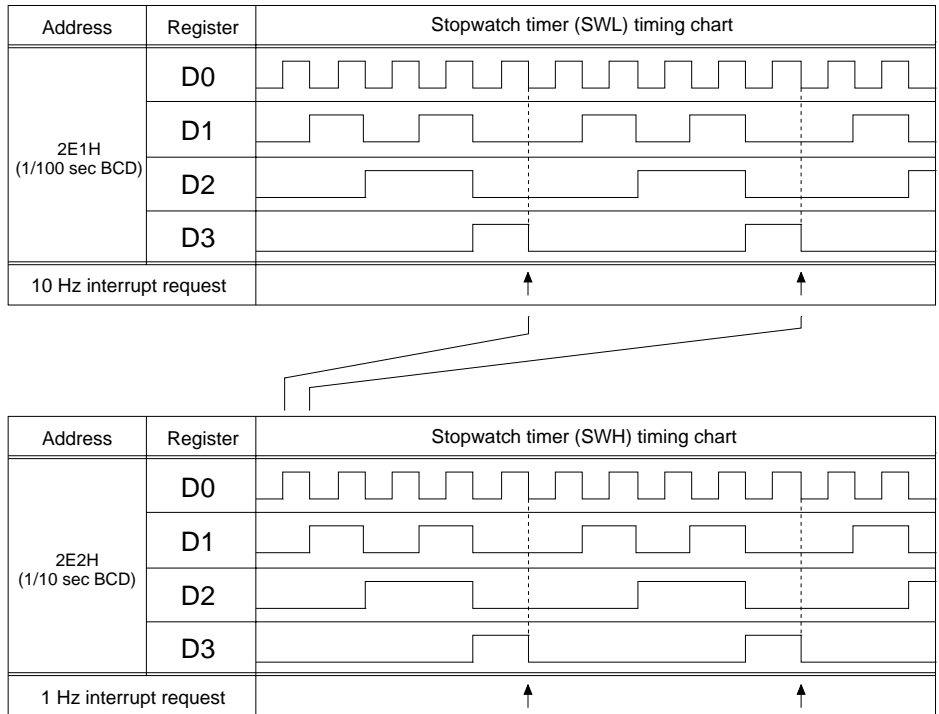 Address Register Stopwatch timer (SWL) timing chart
D0
D1
2E1H
(1/100 sec BCD)
D2
D3
10 Hz interrupt request
Address Register Stopwatch timer (SWH) timing chart
D0
D1
2E2H
(1/10 sec BCD)
D2
D3
1 Hz interrupt request